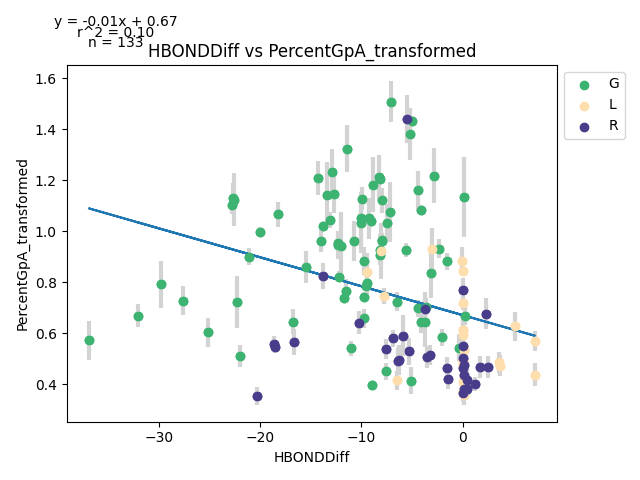 y = -0.01x + 0.67
r^2 = 0.10
n = 133
HBONDDiff vs PercentGpA_transformed
G
L
R
PercentGpA_transformed
1.6
1.4
1.2
1.0
0.8
0.6
0.4
−30
−20
−10
0
HBONDDiff